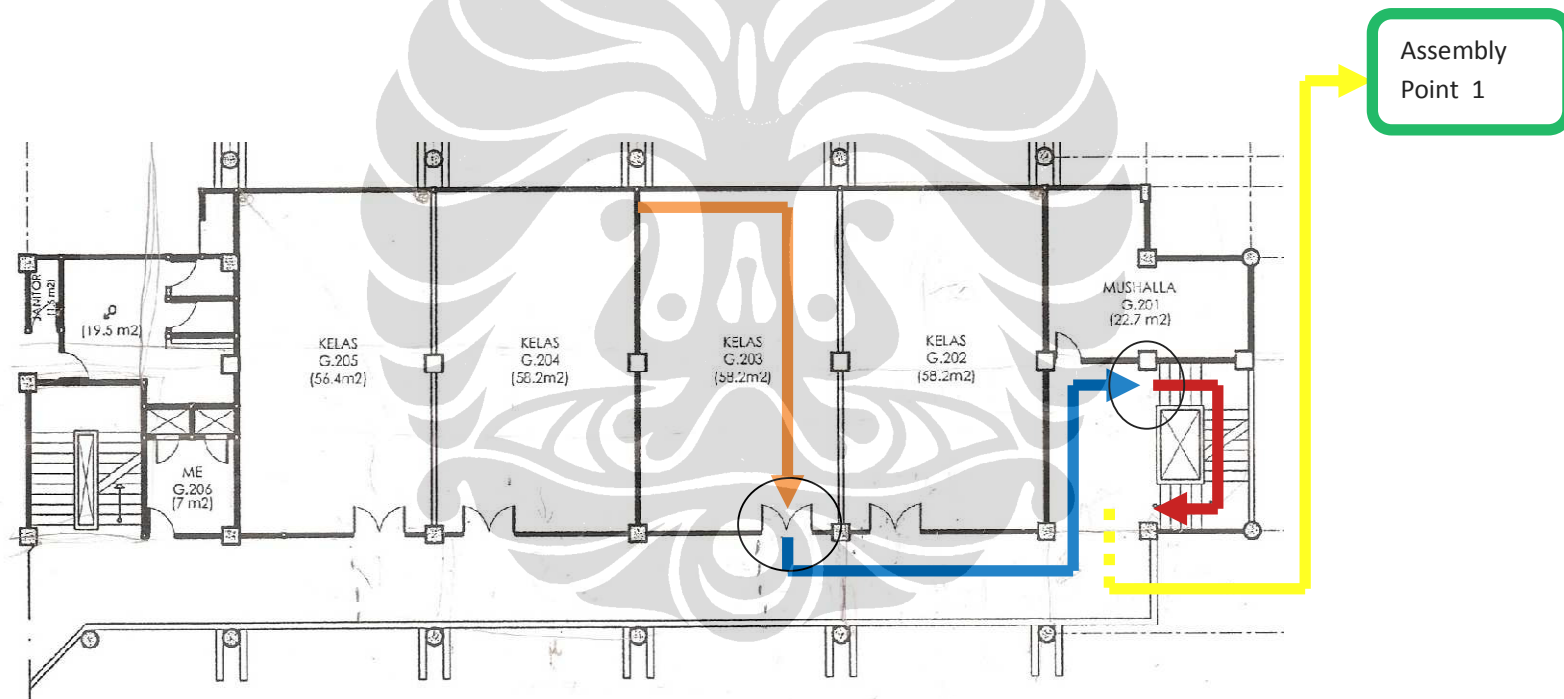 Assembly
Point 1
JANITOR
(19.5 m2)
KELAS
G.205
(56.4m2)
KELAS
G.204
(58.2m2)
KELAS
G.203
(58.2m2)
KELAS
G.202
(58.2m2)
MUSHALLA
G.201
(22.7 m2)
ME
G.206
(7 m2)